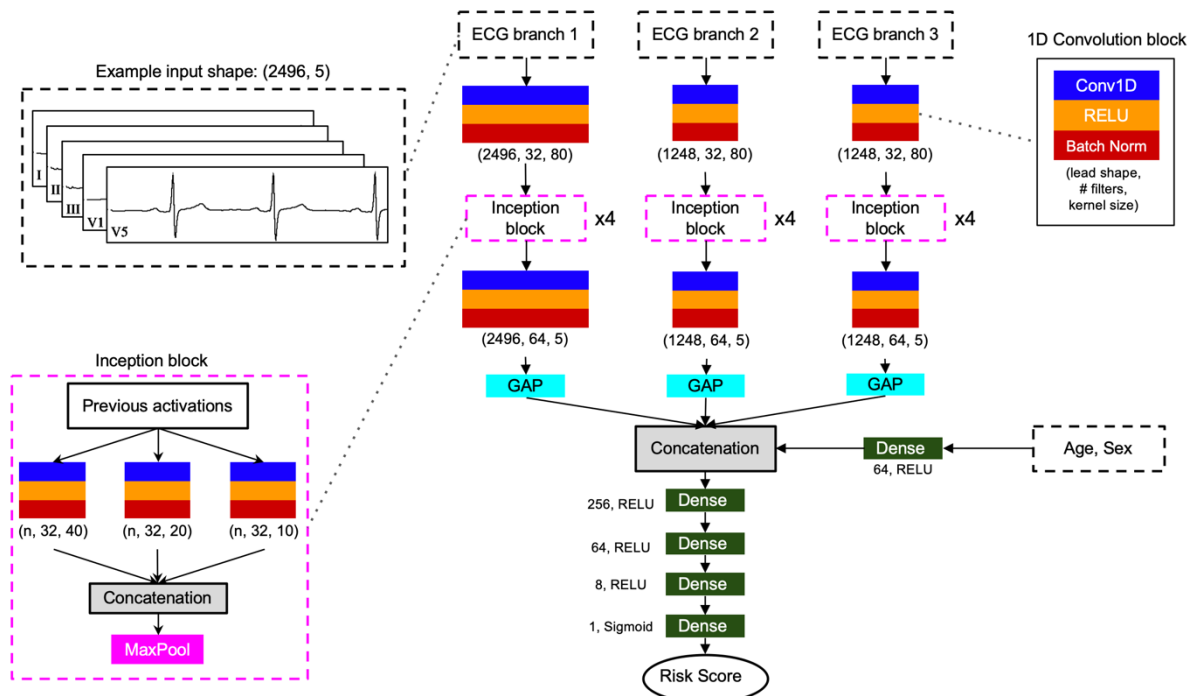 Example input shape: (2496, 5)
I
II
III
V1
V5
ECG branch 1
ECG branch 2
ECG branch 3
(2496, 32, 80)
(1248, 32, 80)
(1248, 32, 80)
1D Convolution block
Conv1D
RELU
Batch Norm
(lead shape,
# filters,
kernel size)
Inception
block
x4
Inception
block
x4
Inception
block
x4
(2496, 64, 5)
(1248, 64, 5)
(1248, 64, 5)
GAP
GAP
GAP
Concatenation
Dense
64, RELU
Age, Sex
256, RELU
Dense
64, RELU
Dense
8, RELU
Dense
1, Sigmoid
Dense
Risk Score
Inception block
Previous activations
(n, 32, 40)
(n, 32, 20)
(n, 32, 10)
Concatenation
MaxPool